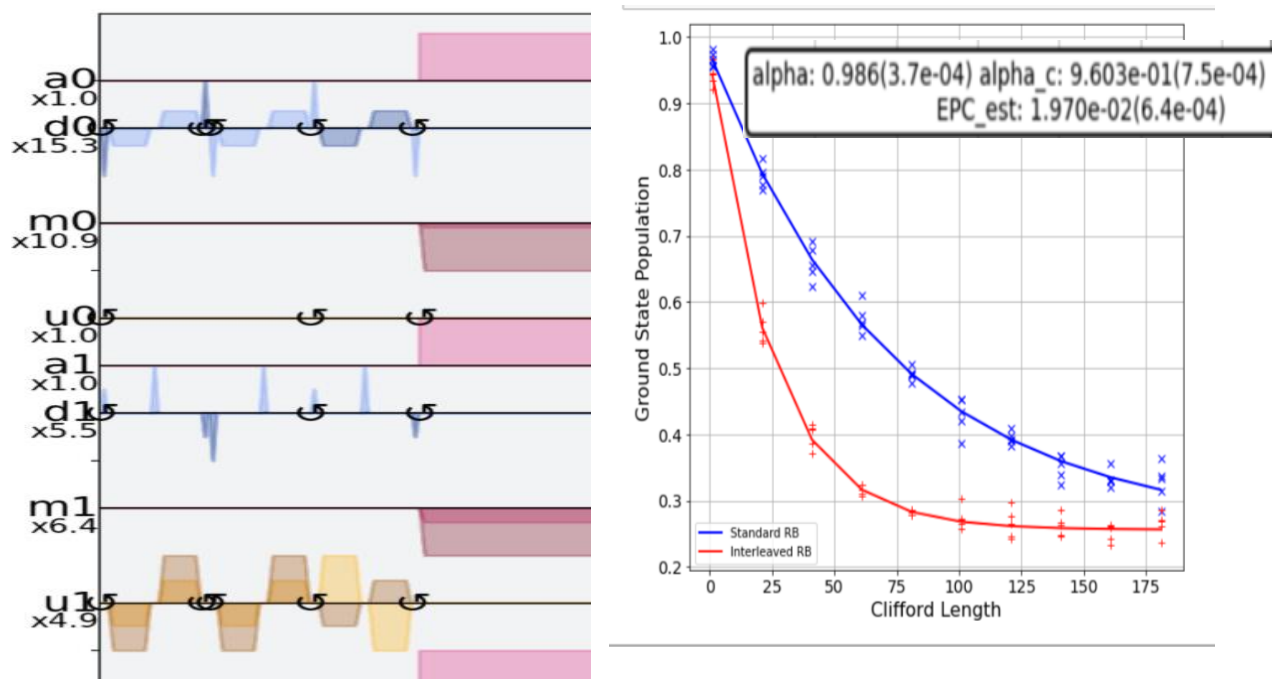 a0
x1.0
d0
x15.3
m0
x10.9
u0
x1.0
a1
x1.0
d1
x5.5
m1
x6.4
u1
x4.9
alpha: 0.986(3.7e-04) alpha_c: 9.603e-01(7.5e-04)
EPC_est: 1.970e-02(6.4e-04)
Ground State Population
1.0
0.9
0.8
0.7
0.6
0.5
0.4
0.3
0.2
Standard RB
Interleaved RB
0 25 50 75 100 125 150 175
Clifford Length